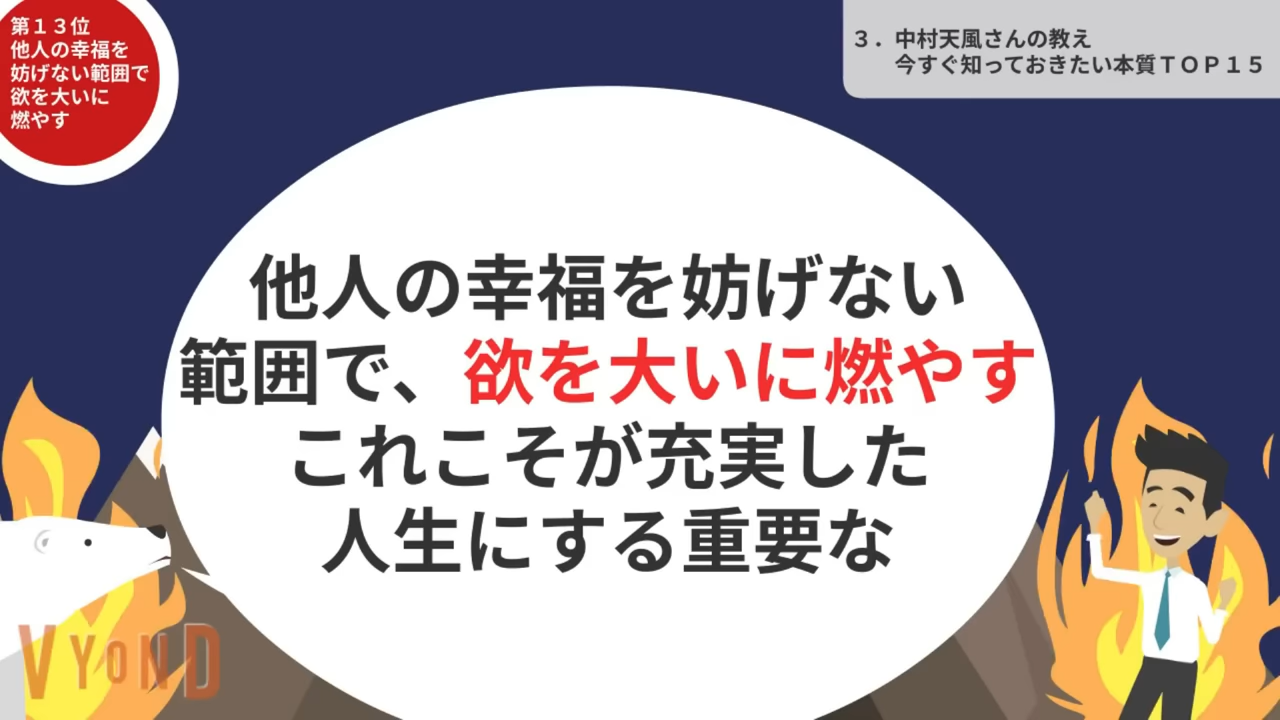 第１３位
他人の幸福を
妨げない範囲で
欲を大いに
燃やす
３．中村天風さんの教え
今すぐ知っておきたい本質ＴＯＰ１５
他人の幸福を妨げない
範囲で、欲を大いに燃やす
これこそが充実した
人生にする重要な
VYOND